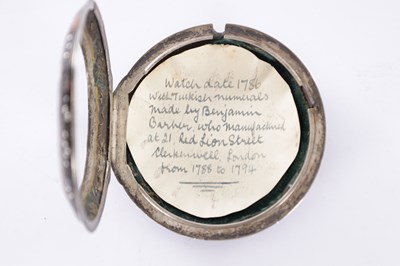 Watch date 1780
with Turkish numerals
made by Benjamin
Barber, who manufactured
at 21, Red Lion Street
Clerkenwell, London
from 1788 to 1794